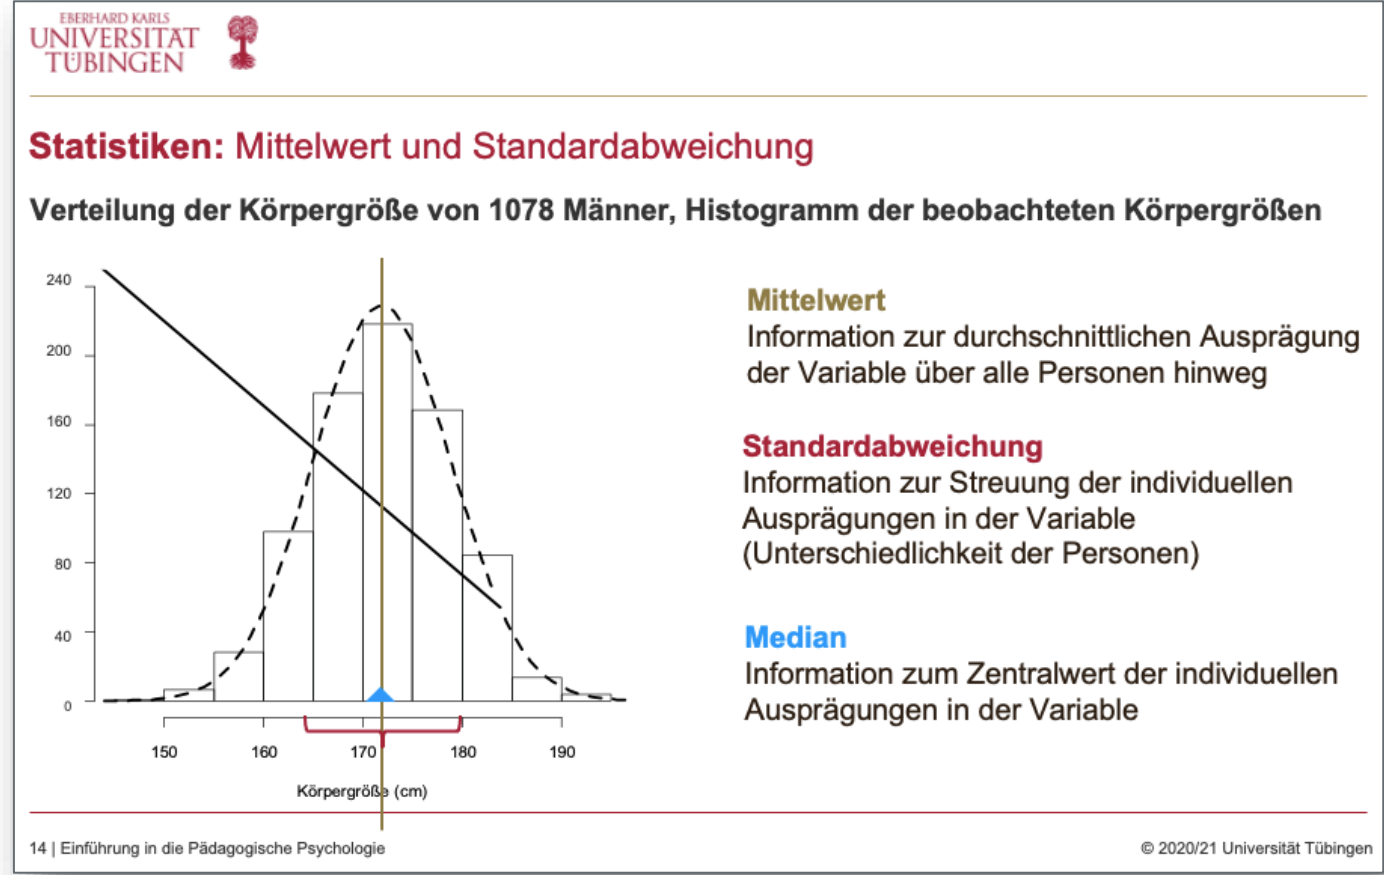 EBERHARD KARLS
UNIVERSITÄT
TÜBINGEN
Statistiken: Mittelwert und Standardabweichung
Verteilung der Körpergröße von 1078 Männer, Histogramm der beobachteten Körpergrößen
240
200
160
120
80
40
0
150 160 170 180 190
Körpergröße (cm)
Mittelwert
Information zur durchschnittlichen Ausprägung
der Variable über alle Personen hinweg
Standardabweichung
Information zur Streuung der individuellen
Ausprägungen in der Variable
(Unterschiedlichkeit der Personen)
Median
Information zum Zentralwert der individuellen
Ausprägungen in der Variable
14 | Einführung in die Pädagogische Psychologie
© 2020/21 Universität Tübingen